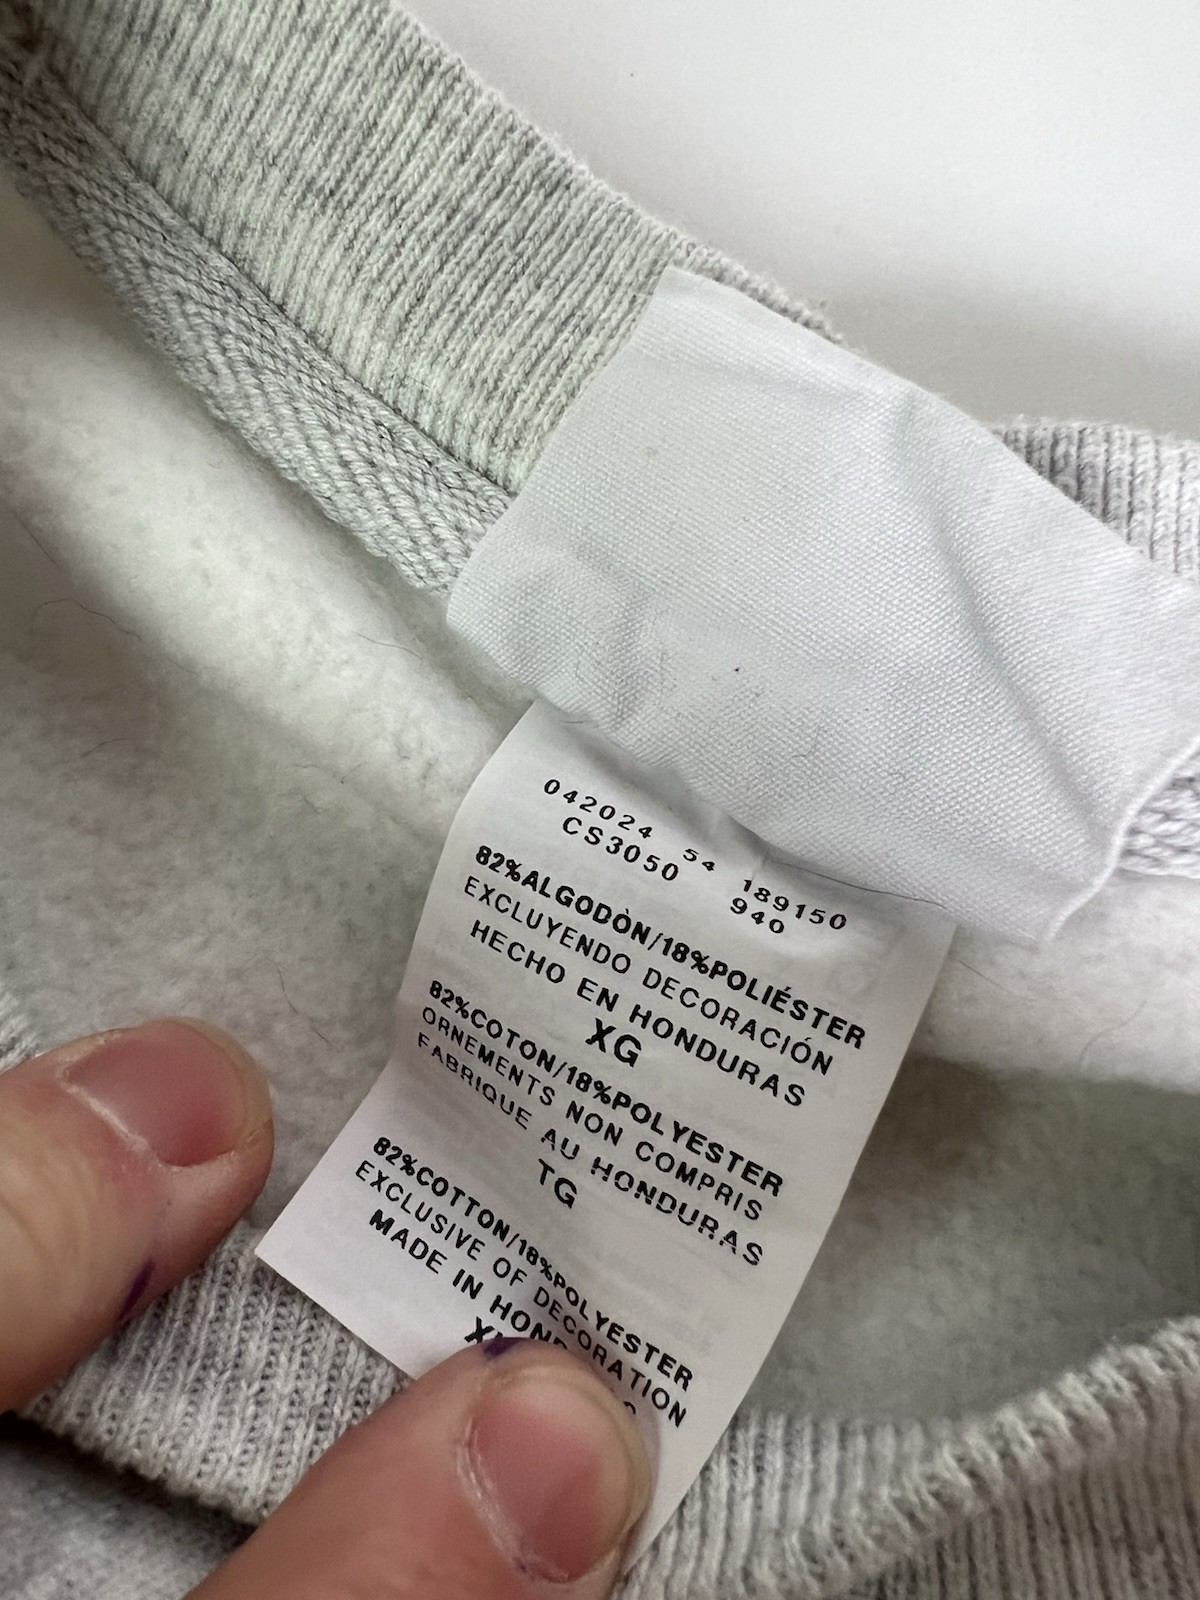 042024 54 189150
CS3050 940
82%ALGODÒN/18%POLIÉSTER
EXCLUYENDO DECORACIÓN
HECHO EN HONDURAS
XG
82%COTON/18%POLYESTER
ORNEMENTS NON COMPRIS
FABRIQUE AU HONDURAS
TG
82%COTTON/18%POLYESTER
EXCLUSIVE OF DECORATION
MADE IN